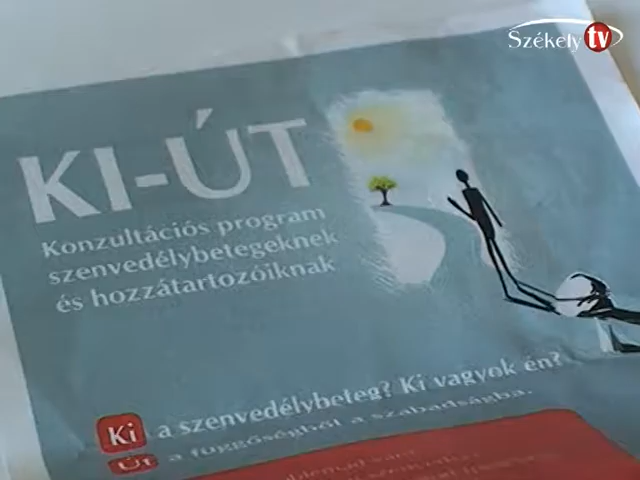 Székely tv
KI-ÚT
Konzultációs program
szenvedélybetegeknek
és hozzátartozóiknak
Ki a szenvedélybeteg? Ki vagyok én?
Út a függőségből a szabadságba.